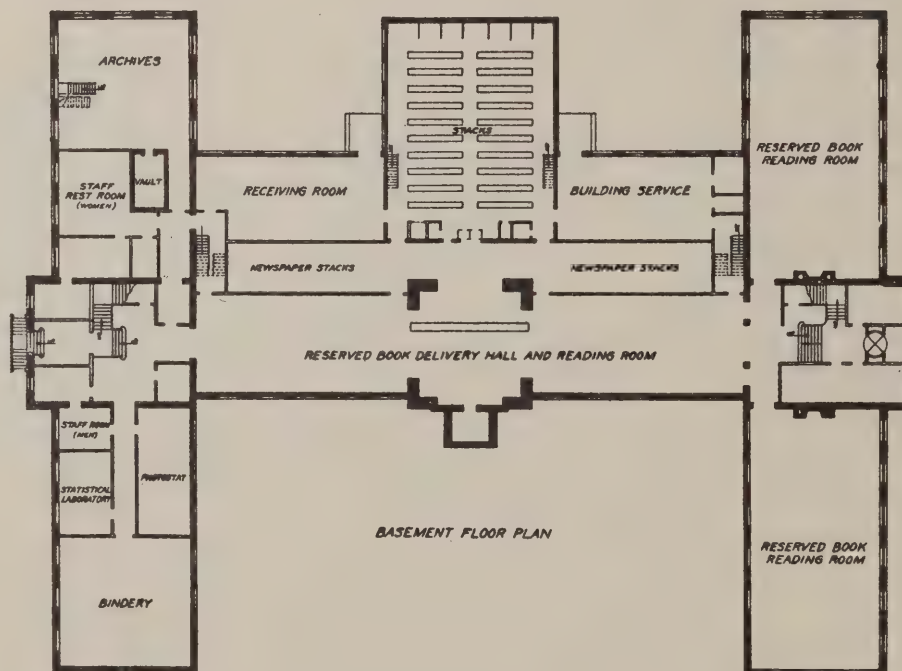 ARCHIVES
STACKS
RESERVED BOOK
READING ROOM
STAFF
REST ROOM
(WOMEN)
VAULT
RECEIVING ROOM
BUILDING SERVICE
NEWSPAPER STACKS
NEWSPAPER STACKS
RESERVED BOOK DELIVERY HALL AND READING ROOM
STAFF ROOM
(MEN)
STATISTICAL
LABORATORY
PHOTOSTAT
BASEMENT FLOOR PLAN
RESERVED BOOK
READING ROOM
BINDERY